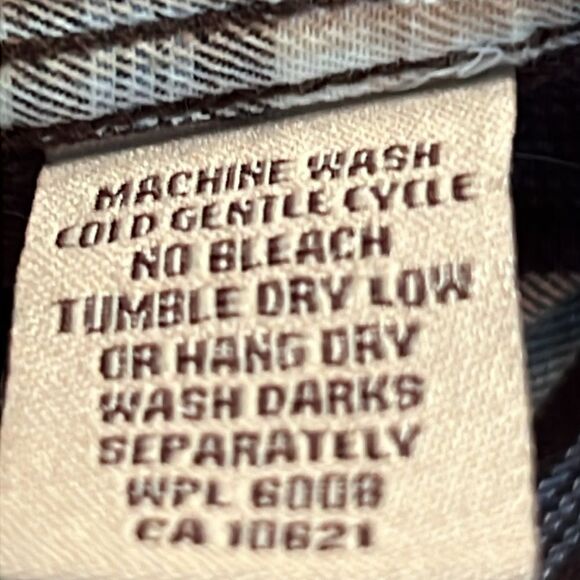 MACHINE WASH
COLD GENTLE CYCLE
NO BLEACH
TUMBLE DRY LOW
OR HANG DRY
WASH DARKS
SEPARATELY
WPL 6008
CA 10621